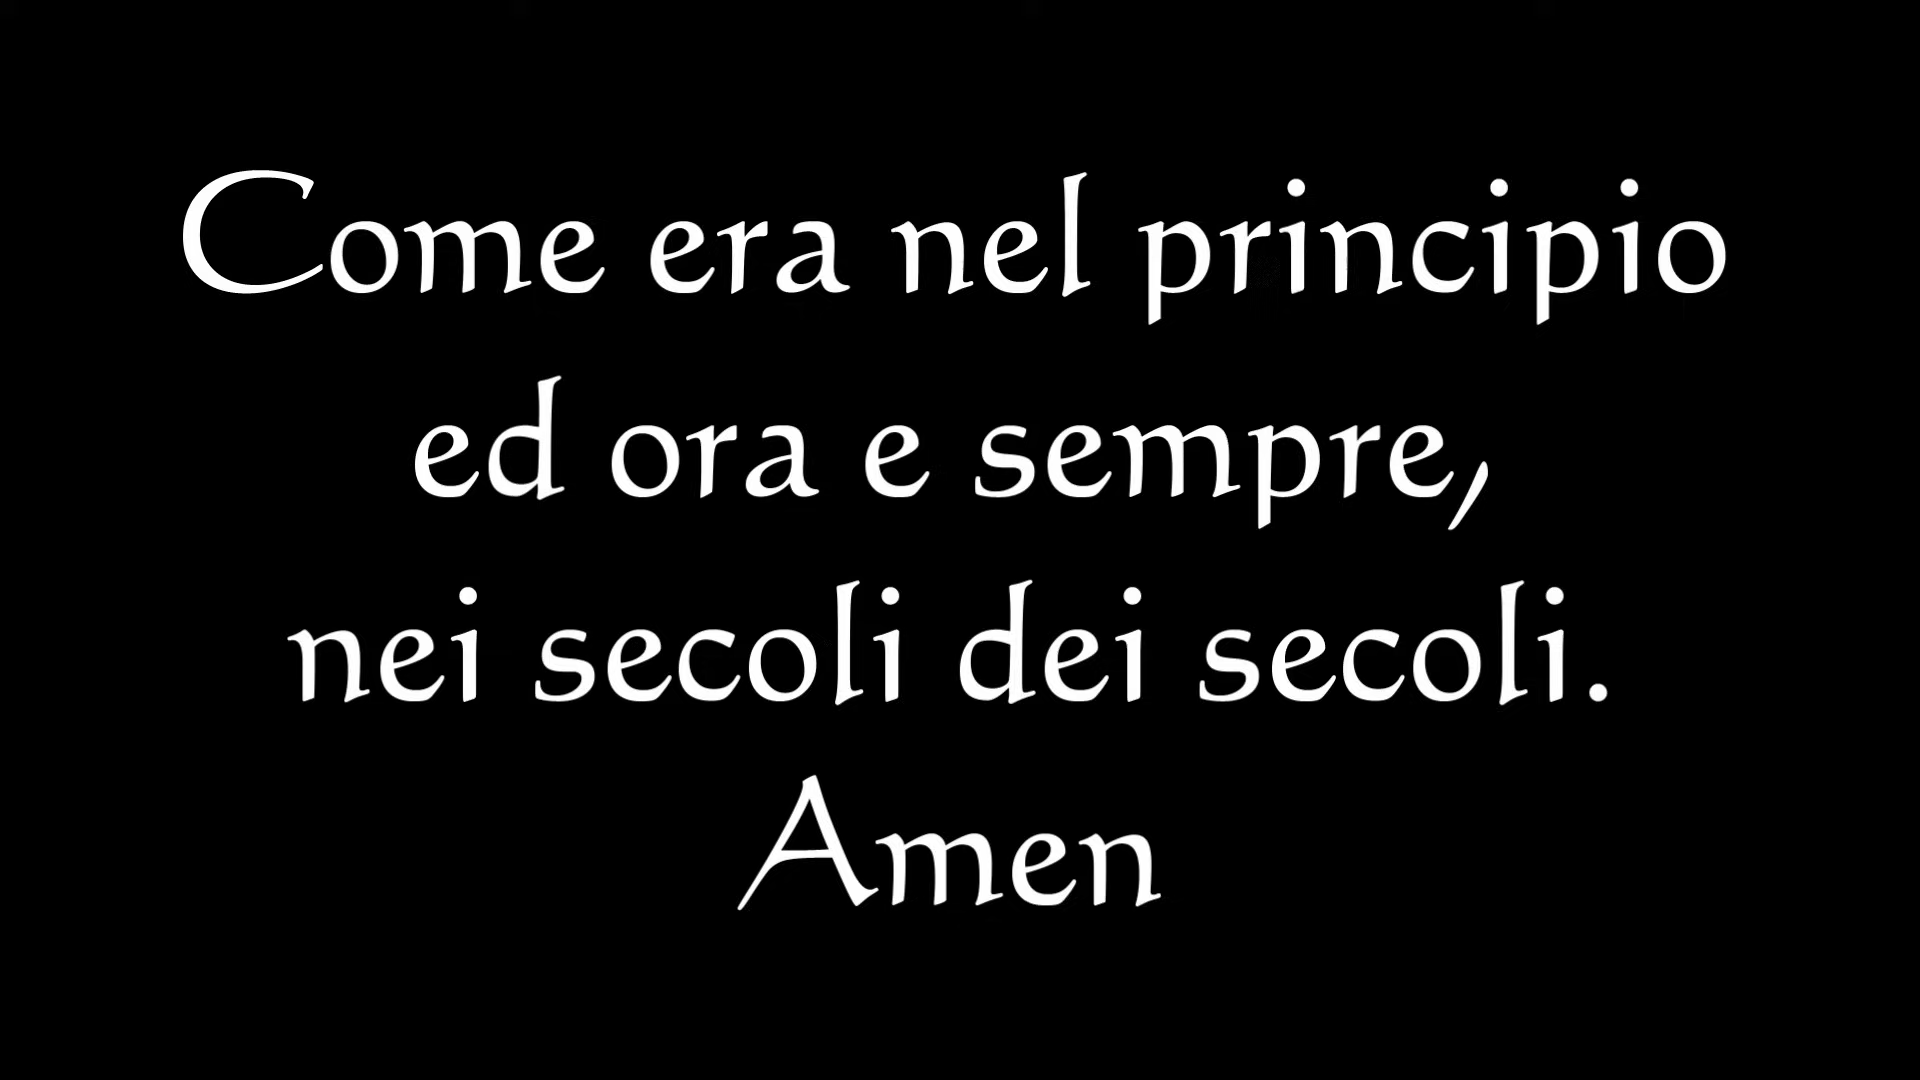 Come era nel principio
ed ora e sempre,
nei secoli dei secoli.
Amen